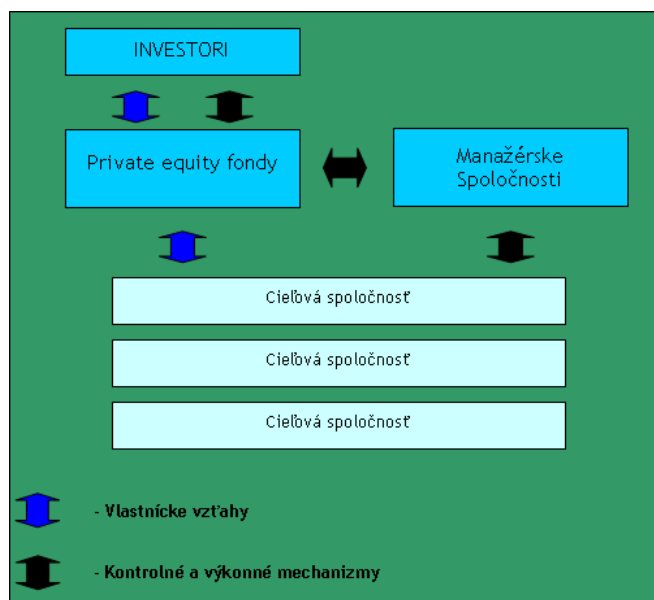 INVESTORI
Private equity fondy
Manažérske
Spoločnosti
Cieľová spoločnosť
Cieľová spoločnosť
Cieľová spoločnosť
- Vlastnícke vzťahy
- Kontrolné a výkonné mechanizmy